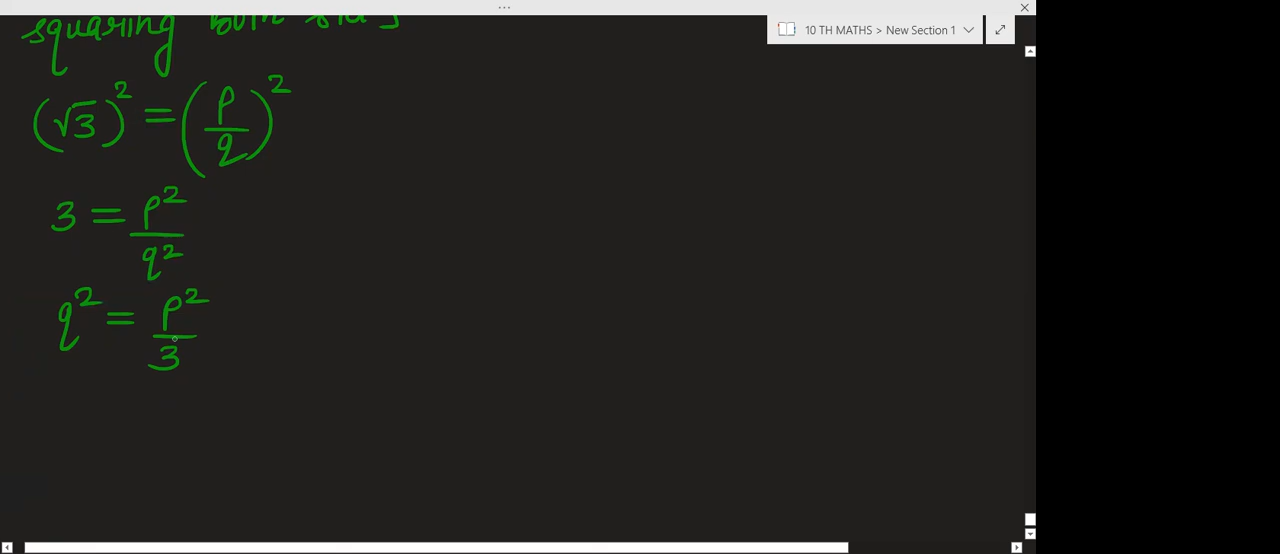 10 TH MATHS > New Section 1
squaring both sides
(√3)² = (p/q)²
3 = p²/q²
q² = p²/3